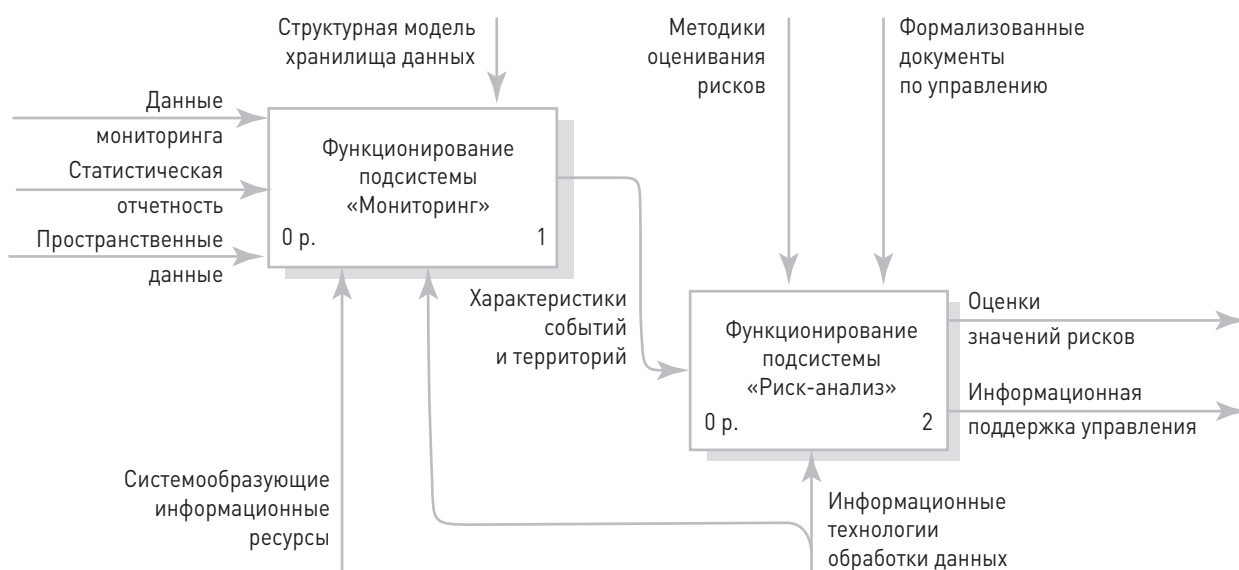 Структурная модель
хранилища данных
Методики
оценивания
рисков
Формализованные
документы
по управлению
Данные
мониторинга
Статистическая
отчетность
Пространственные
данные
Функционирование
подсистемы
«Мониторинг»
0 р.
1
Характеристики
событий
и территорий
Функционирование
подсистемы
«Риск-анализ»
0 р.
2
Оценки
значений рисков
Информационная
поддержка управления
Системообразующие
информационные
ресурсы
Информационные
технологии
обработки данных